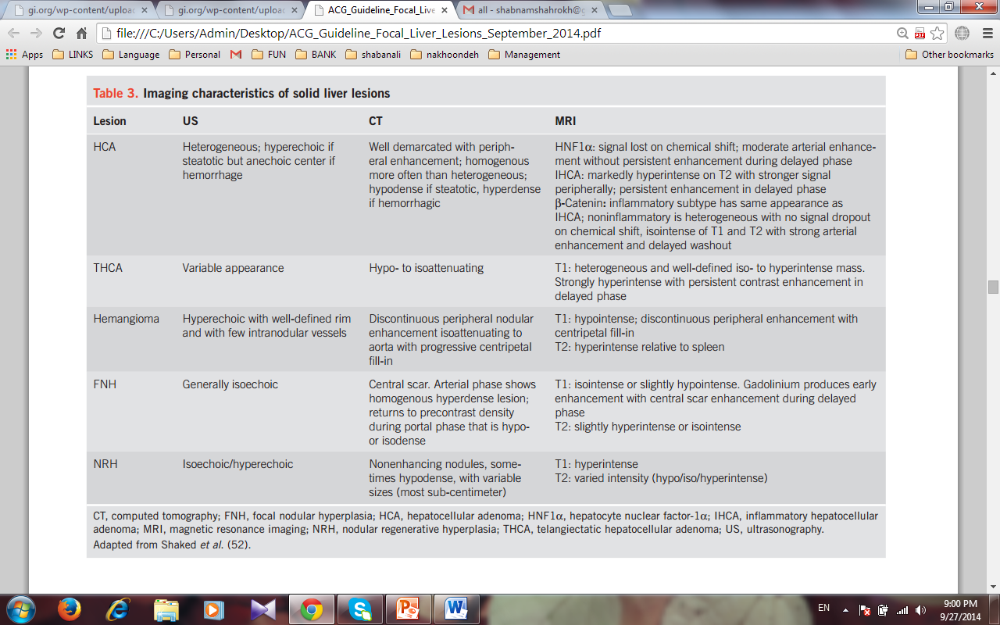 gi.org/wp-content/upload
gi.org/wp-content/upload
ACG_Guideline_Focal_Live
all - shabnamshahrokh@g
file:///C:/Users/Admin/Desktop/ACG_Guideline_Focal_Liver_Lesions_September_2014.pdf
Apps LINKS Language Personal FUN BANK shabanali nakhoondeh Management Other bookmarks
Table 3. Imaging characteristics of solid liver lesions
Lesion US CT MRI
HCA
Heterogeneous; hyperechoic if
steatotic but anechoic center if
hemorrhage
Well demarcated with periph-
eral enhancement; homogenous
more often than heterogeneous;
hypodense if steatotic, hyperdense
if hemorrhagic
HNF1α: signal lost on chemical shift; moderate arterial enhance-
ment without persistent enhancement during delayed phase
IHCA: markedly hyperintense on T2 with stronger signal
peripherally; persistent enhancement in delayed phase
β-Catenin: inflammatory subtype has same appearance as
IHCA; noninflammatory is heterogeneous with no signal dropout
on chemical shift, isointense of T1 and T2 with strong arterial
enhancement and delayed washout
THCA
Variable appearance
Hypo- to isoattenuating
T1: heterogeneous and well-defined iso- to hyperintense mass.
Strongly hyperintense with persistent contrast enhancement in
delayed phase
Hemangioma
Hyperechoic with well-defined rim
and with few intranodular vessels
Discontinuous peripheral nodular
enhancement isoattenuating to
aorta with progressive centripetal
fill-in
T1: hypointense; discontinuous peripheral enhancement with
centripetal fill-in
T2: hyperintense relative to spleen
FNH
Generally isoechoic
Central scar. Arterial phase shows
homogenous hyperdense lesion;
returns to precontrast density
during portal phase that is hypo-
or isodense
T1: isointense or slightly hypointense. Gadolinium produces early
enhancement with central scar enhancement during delayed
phase
T2: slightly hyperintense or isointense
NRH
Isoechoic/hyperechoic
Nonenhancing nodules, some-
times hypodense, with variable
sizes (most sub-centimeter)
T1: hyperintense
T2: varied intensity (hypo/iso/hyperintense)
CT, computed tomography; FNH, focal nodular hyperplasia; HCA, hepatocellular adenoma; HNF1α, hepatocyte nuclear factor-1α; IHCA, inflammatory hepatocellular
adenoma; MRI, magnetic resonance imaging; NRH, nodular regenerative hyperplasia; THCA, telangiectatic hepatocellular adenoma; US, ultrasonography.
Adapted from Shaked et al. (52).
EN
9:00 PM
9/27/2014